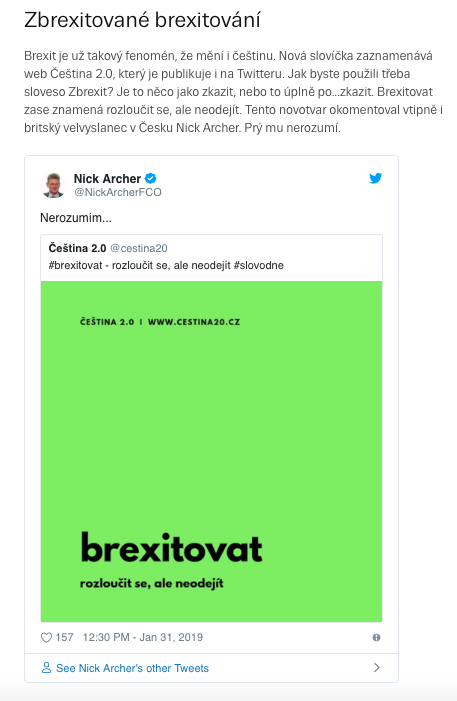 Zbrexitované brexitování
Brexit je už takový fenomén, že mění i češtinu. Nová slovíčka zaznamenává
web Čeština 2.0, který je publikuje i na Twitteru. Jak byste použili třeba
sloveso Zbrexit? Je to něco jako zkazit, nebo to úplně po...zkazit. Brexitovat
zase znamená rozloučit se, ale neodejít. Tento novotvar okomentoval vtipně i
britský velvyslanec v Česku Nick Archer. Prý mu nerozumí.
Nick Archer
@NickArcherFCO
Nerozumím...
Čeština 2.0 @cestina20
#brexitovat - rozloučit se, ale neodejít #slovodne
ČEŠTINA 2.0 | WWW.CESTINA20.CZ
brexitovat
rozloučit se, ale neodejít
157 12:30 PM - Jan 31, 2019
See Nick Archer's other Tweets